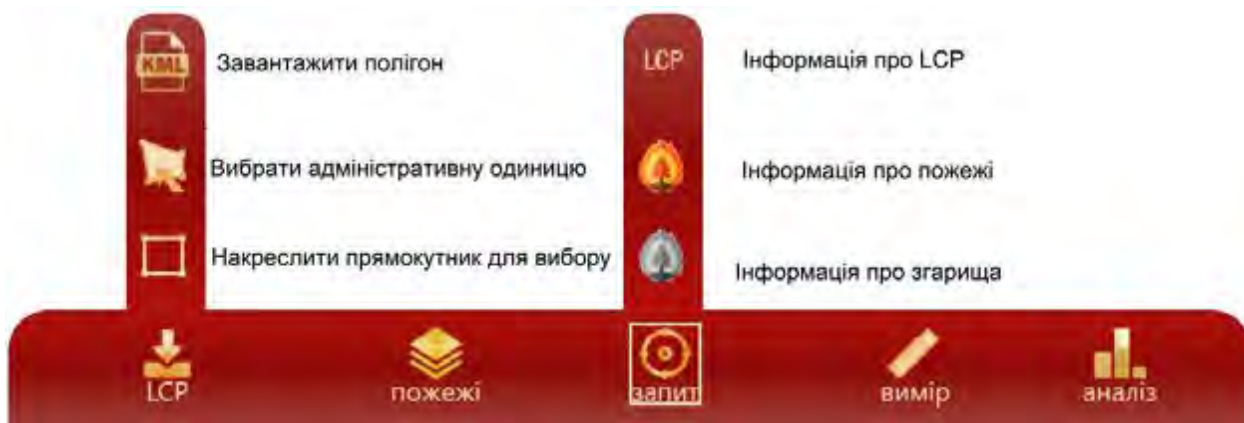 KML
Завантажити полігон
LCP
Інформація про LCP
Вибрати адміністративну одиницю
Інформація про пожежі
Накреслити прямокутник для вибору
Інформація про згарища
LCP
пожежі
запит
вимір
аналіз